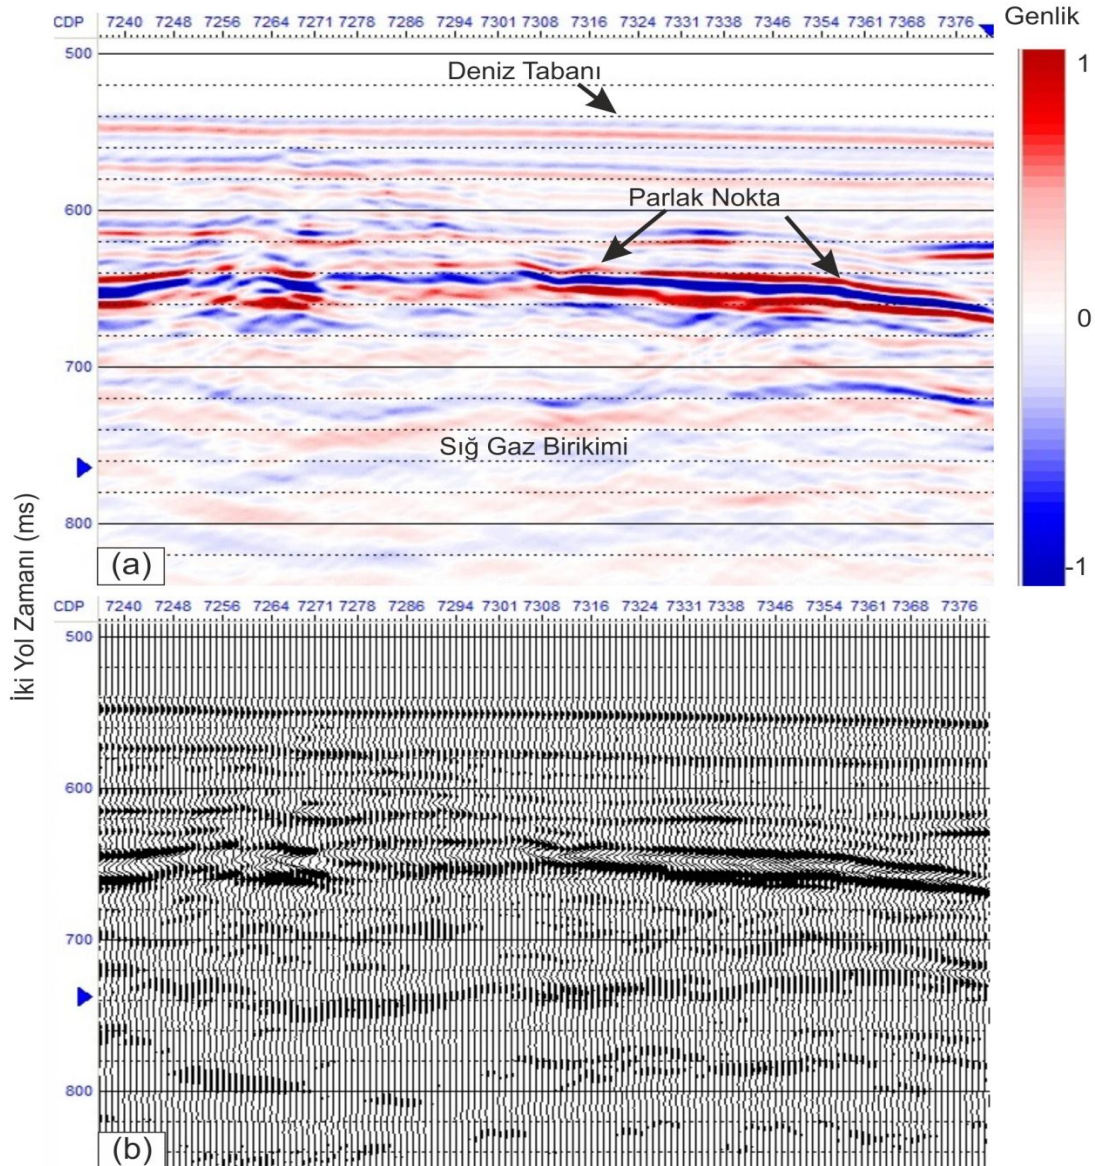 CDP 7240 7248 7256 7264 7271 7278 7286 7294 7301 7308 7316 7324 7331 7338 7346 7354 7361 7368 7376
Genlik
500
Deniz Tabanı
1
Parlak Nokta
600
0
700
Sığ Gaz Birikimi
800
-1
(a)
İki Yol Zamanı (ms)
CDP 7240 7248 7256 7264 7271 7278 7286 7294 7301 7308 7316 7324 7331 7338 7346 7354 7361 7368 7376
500
600
700
800
(b)